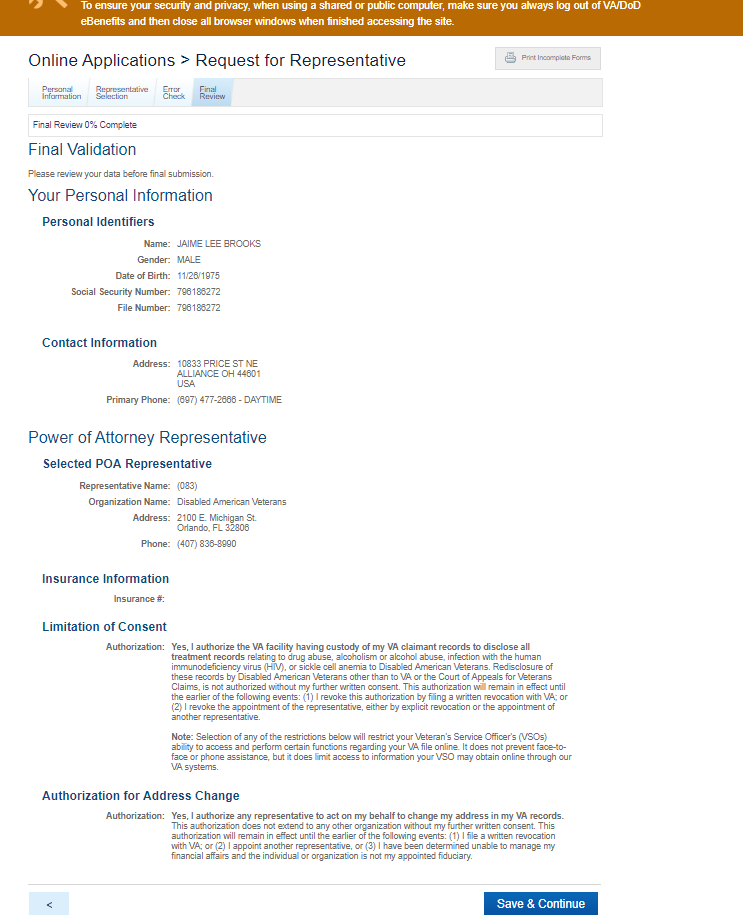 To ensure your security and privacy, when using a shared or public computer, make sure you always log out of VA/DoD
eBenefits and then close all browser windows when finished accessing the site.
Online Applications > Request for Representative
Print Incomplete Forms
Personal Information
Representative Selection
Error Check
Final Review
Final Review 0% Complete
Final Validation
Please review your data before final submission.
Your Personal Information
Personal Identifiers
Name: JAIME LEE BROOKS
Gender: MALE
Date of Birth: 11/26/1975
Social Security Number: 796186272
File Number: 796186272
Contact Information
Address: 10833 PRICE ST NE
ALLIANCE OH 44601
USA
Primary Phone: (697) 477-2666 - DAYTIME
Power of Attorney Representative
Selected POA Representative
Representative Name: (083)
Organization Name: Disabled American Veterans
Address: 2100 E. Michigan St.
Orlando, FL 32806
Phone: (407) 836-8990
Insurance Information
Insurance #:
Limitation of Consent
Authorization: Yes, I authorize the VA facility having custody of my VA claimant records to disclose all
treatment records relating to drug abuse, alcoholism or alcohol abuse, infection with the human
immunodeficiency virus (HIV), or sickle cell anemia to Disabled American Veterans. Redisclosure of
these records by Disabled American Veterans other than to VA or the Court of Appeals for Veterans
Claims, is not authorized without my further written consent. This authorization will remain in effect until
the earlier of the following events: (1) I revoke this authorization by filing a written revocation with VA; or
(2) I revoke the appointment of the representative, either by explicit revocation or the appointment of
another representative.
Note: Selection of any of the restrictions below will restrict your Veteran's Service Officer's (VSOs)
ability to access and perform certain functions regarding your VA file online. It does not prevent face-to-
face or phone assistance, but it does limit access to information your VSO may obtain online through our
VA systems.
Authorization for Address Change
Authorization: Yes, I authorize any representative to act on my behalf to change my address in my VA records.
This authorization does not extend to any other organization without my further written consent. This
authorization will remain in effect until the earlier of the following events: (1) I file a written revocation
with VA; or (2) I appoint another representative, or (3) I have been determined unable to manage my
financial affairs and the individual or organization is not my appointed fiduciary.
<
Save & Continue